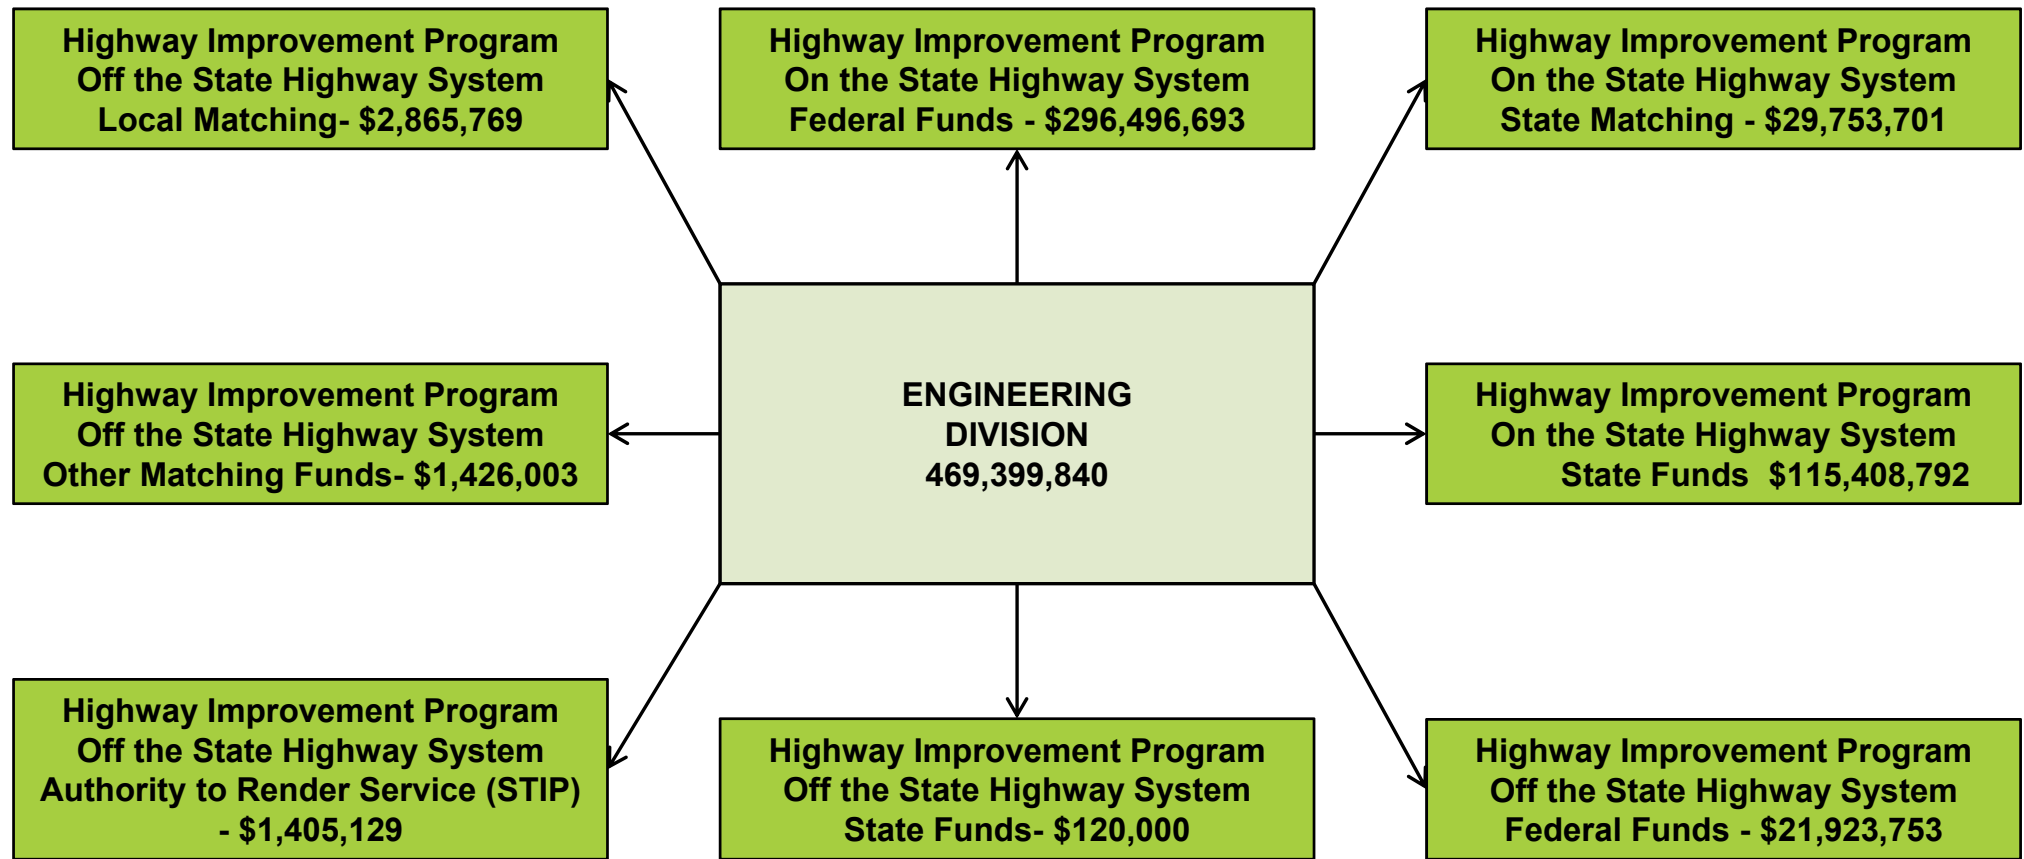 Highway Improvement Program
Off the State Highway System
Local Matching- $2,865,769
Highway Improvement Program
On the State Highway System
Federal Funds - $296,496,693
Highway Improvement Program
On the State Highway System
State Matching - $29,753,701
Highway Improvement Program
Off the State Highway System
Other Matching Funds- $1,426,003
ENGINEERING
DIVISION
469,399,840
Highway Improvement Program
On the State Highway System
State Funds $115,408,792
Highway Improvement Program
Off the State Highway System
Authority to Render Service (STIP)
- $1,405,129
Highway Improvement Program
Off the State Highway System
State Funds- $120,000
Highway Improvement Program
Off the State Highway System
Federal Funds - $21,923,753